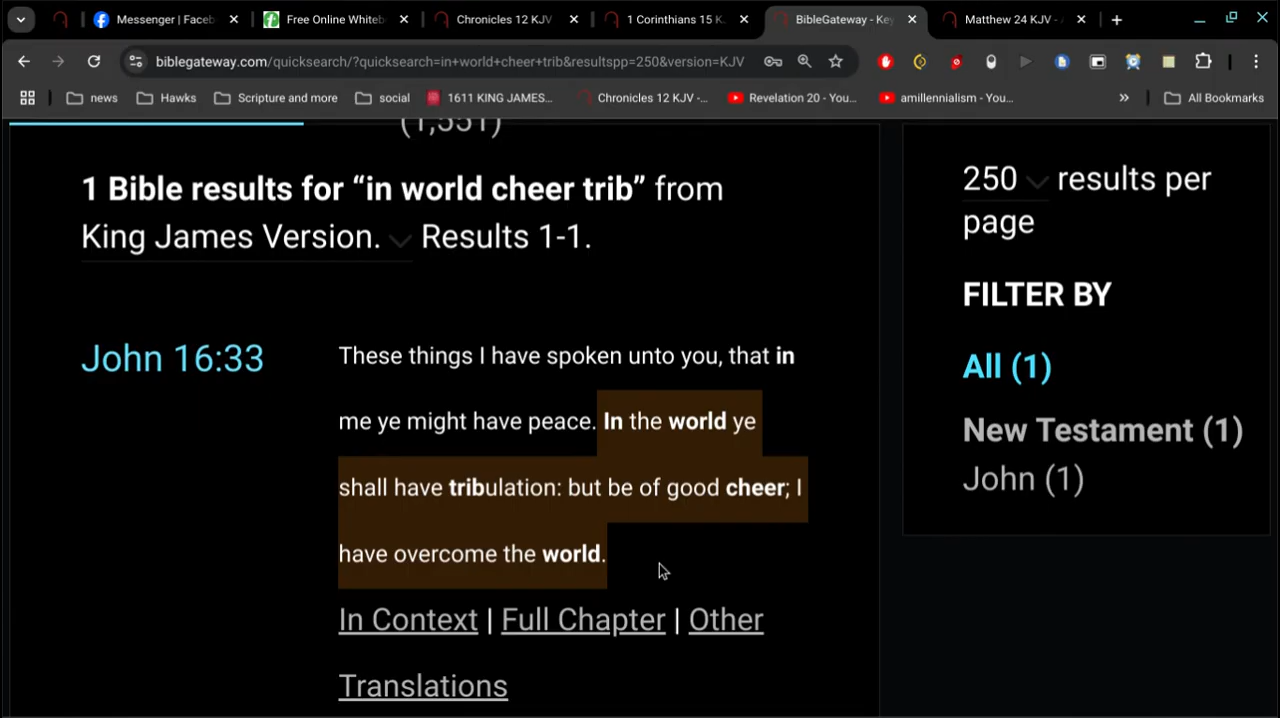 Messenger | Faceb
Free Online Whiteb
Chronicles 12 KJV
1 Corinthians 15 K
BibleGateway - Key
Matthew 24 KJV -
biblegateway.com/quicksearch/?quicksearch=in+world+cheer+trib&resultspp=250&version=KJV
news
Hawks
Scripture and more
social
1611 KING JAMES...
Chronicles 12 KJV -...
Revelation 20 - You...
amillennialism - You...
»
All Bookmarks
(1,551)
1 Bible results for “in world cheer trib” from
King James Version. Results 1-1.
John 16:33
These things I have spoken unto you, that in
me ye might have peace. In the world ye
shall have tribulation: but be of good cheer; I
have overcome the world.
In Context | Full Chapter | Other
Translations
250 results per
page
FILTER BY
All (1)
New Testament (1)
John (1)